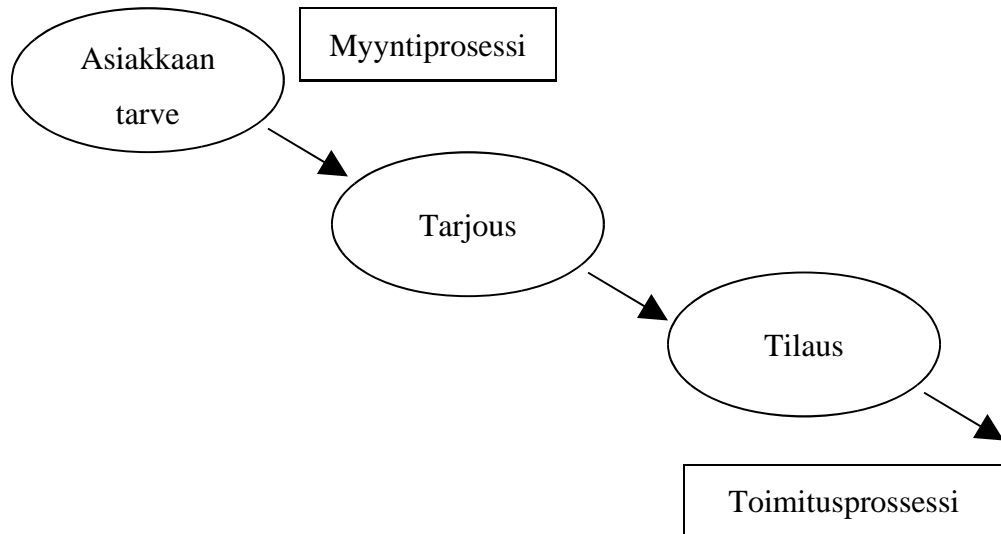 Asiakkaan
tarve
Myyntiprosessi
Tarjous
Tilaus
Toimitusprossessi